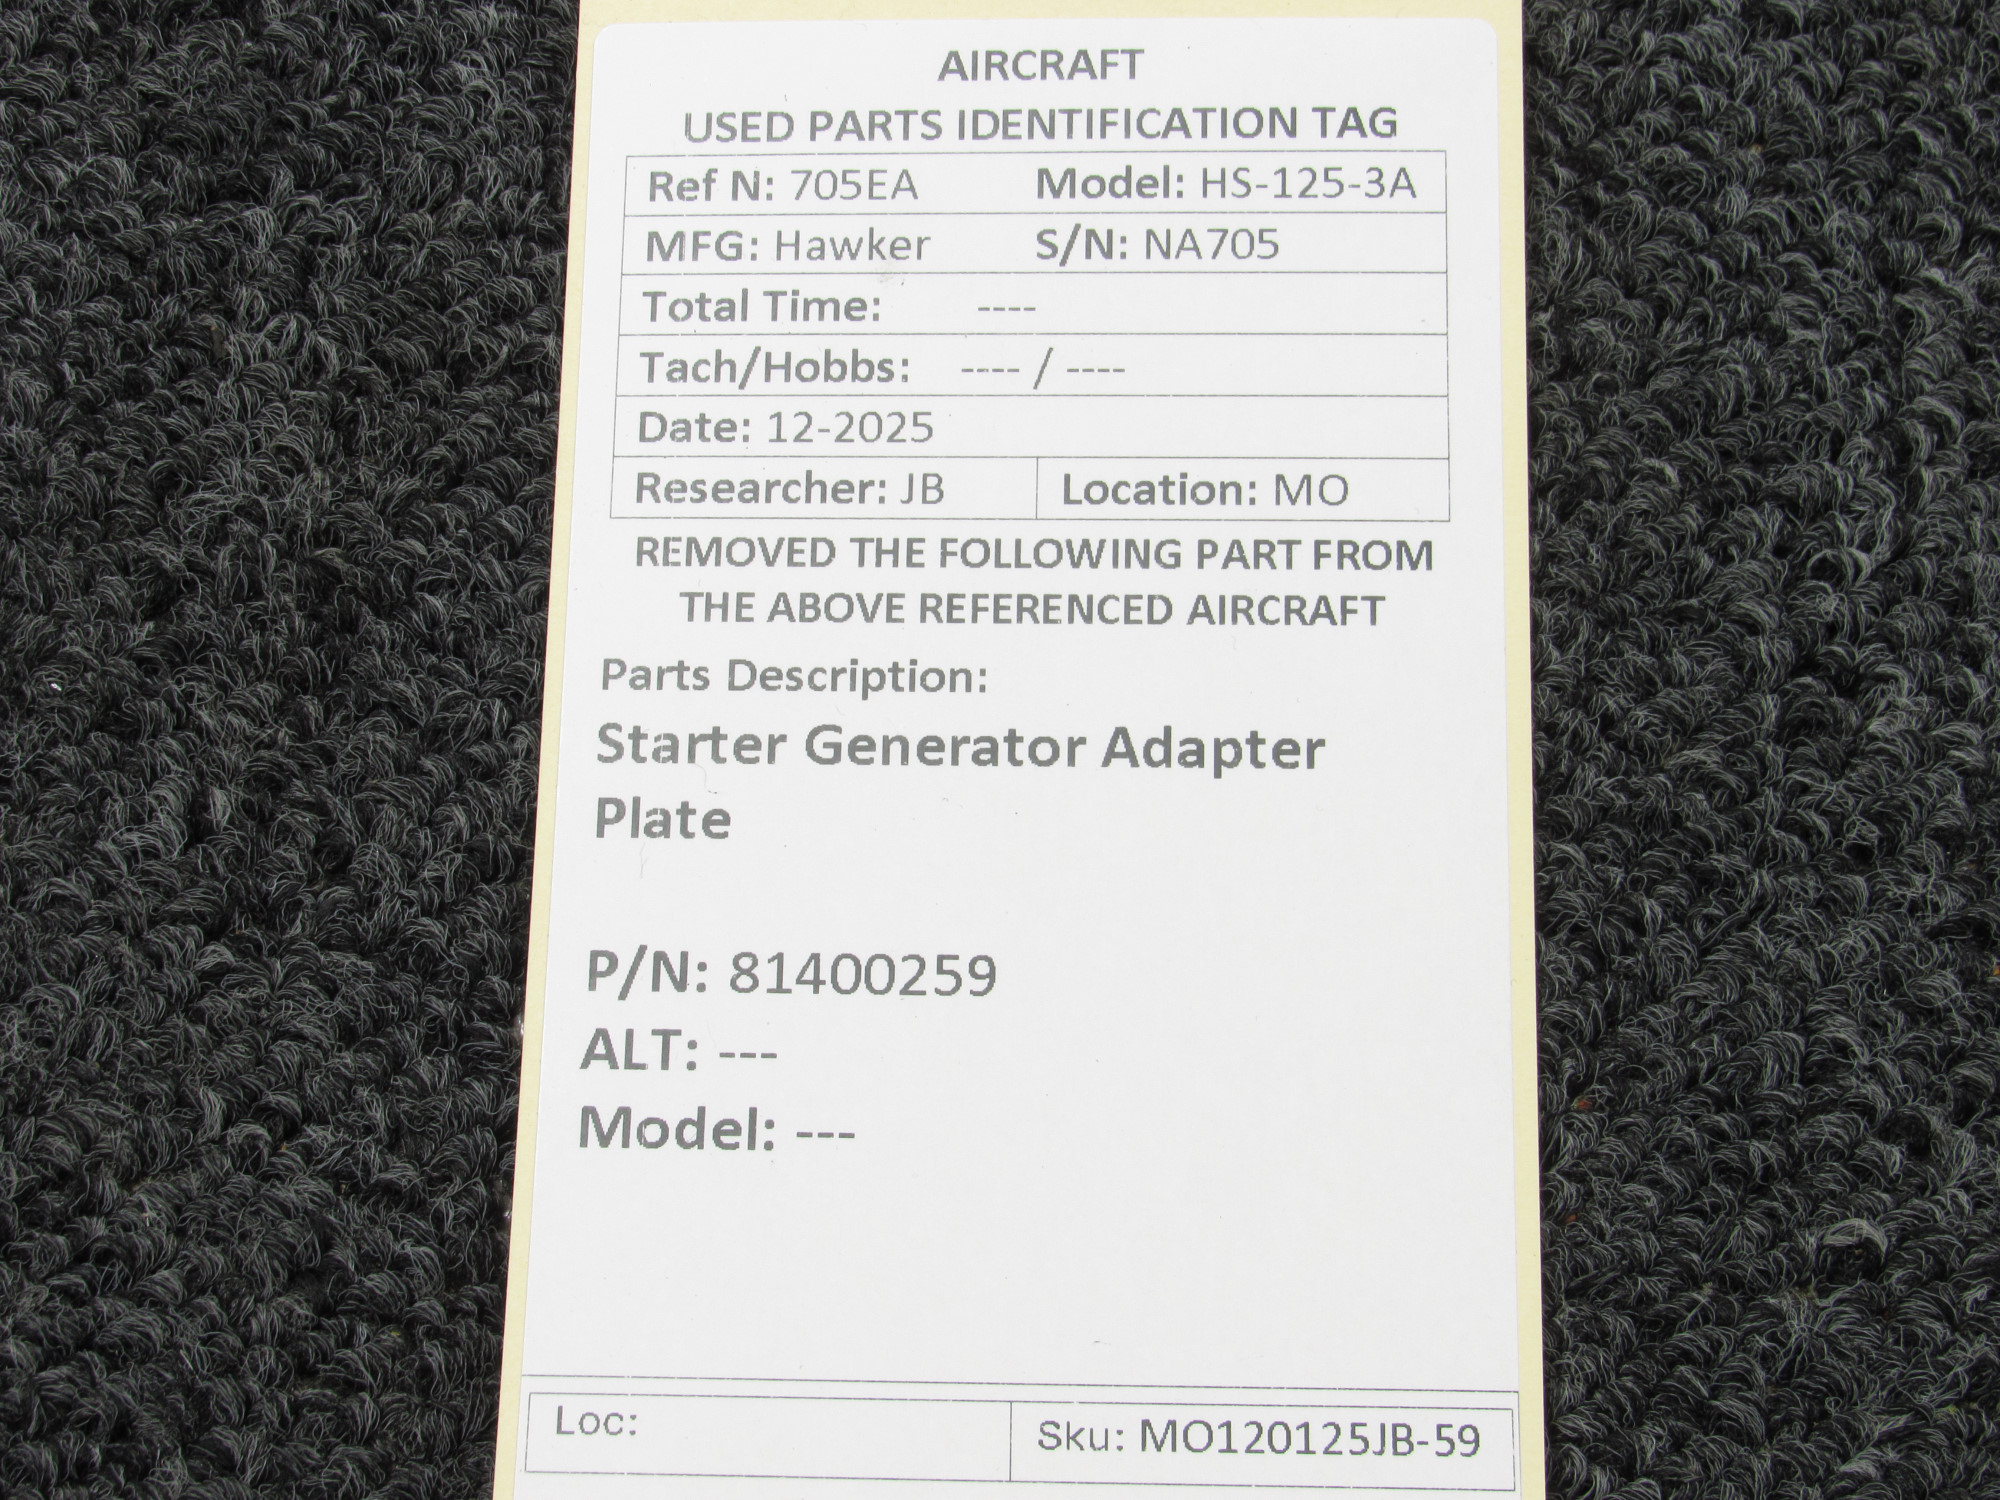 AIRCRAFT
USED PARTS IDENTIFICATION TAG
Ref N: 705EA Model: HS-125-3A
MFG: Hawker S/N: NA705
Total Time: ----
Tach/Hobbs: ---- / ----
Date: 12-2025
Researcher: JB Location: MO
REMOVED THE FOLLOWING PART FROM
THE ABOVE REFERENCED AIRCRAFT
Parts Description:
Starter Generator Adapter
Plate
P/N: 81400259
ALT: ---
Model: ---
Loc: Sku: MO120125JB-59